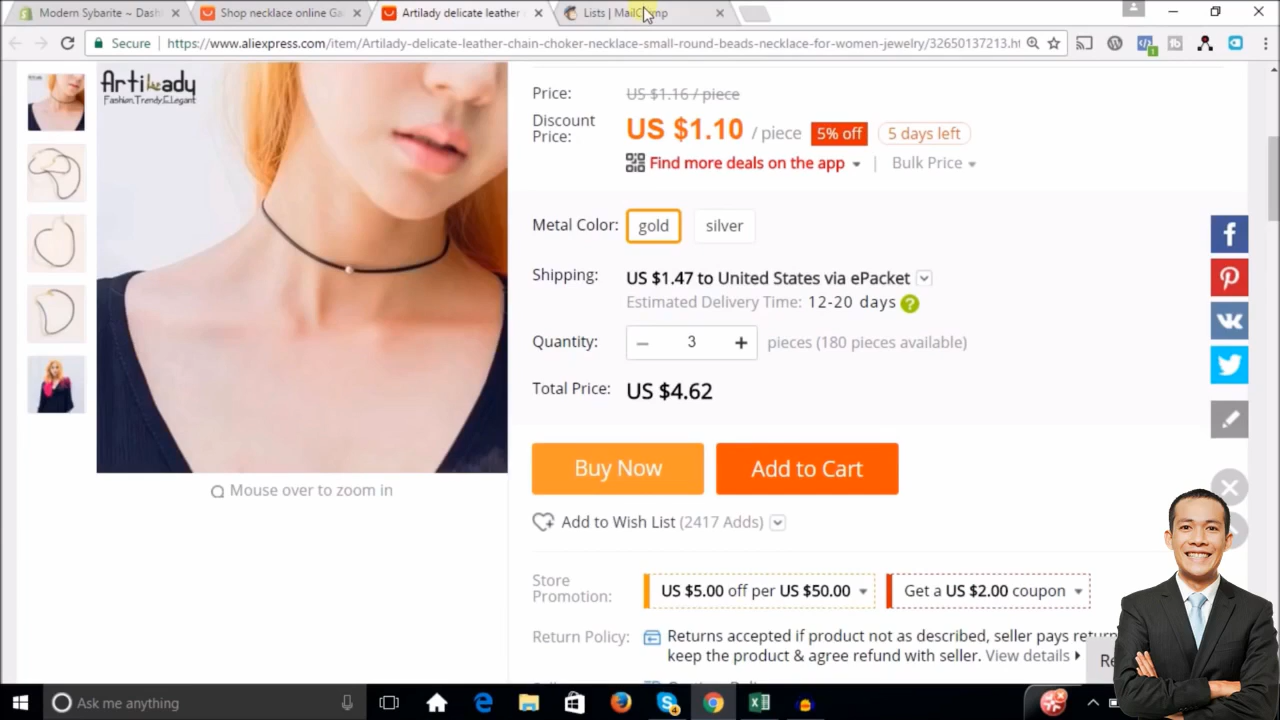 Modern Sybarite ~ Dash
Shop necklace online Ga
Artilady delicate leather
Lists | MailChimp
Secure
https://www.aliexpress.com/item/Artilady-delicate-leather-chain-choker-necklace-small-round-beads-necklace-for-women-jewelry/32650137213.ht
Artilady
Fashion,Trendy,Elegant
Price: US $1.16 / piece
Discount
Price:
US $1.10 / piece 5% off 5 days left
Find more deals on the app | Bulk Price
Metal Color: gold silver
Shipping: US $1.47 to United States via ePacket
Estimated Delivery Time: 12-20 days
Quantity: 3 pieces (180 pieces available)
Total Price: US $4.62
Buy Now Add to Cart
Mouse over to zoom in
Add to Wish List (2417 Adds)
Store
Promotion:
US $5.00 off per US $50.00 Get a US $2.00 coupon
Return Policy: Returns accepted if product not as described, seller pays return
keep the product & agree refund with seller. View details
Re
Ask me anything